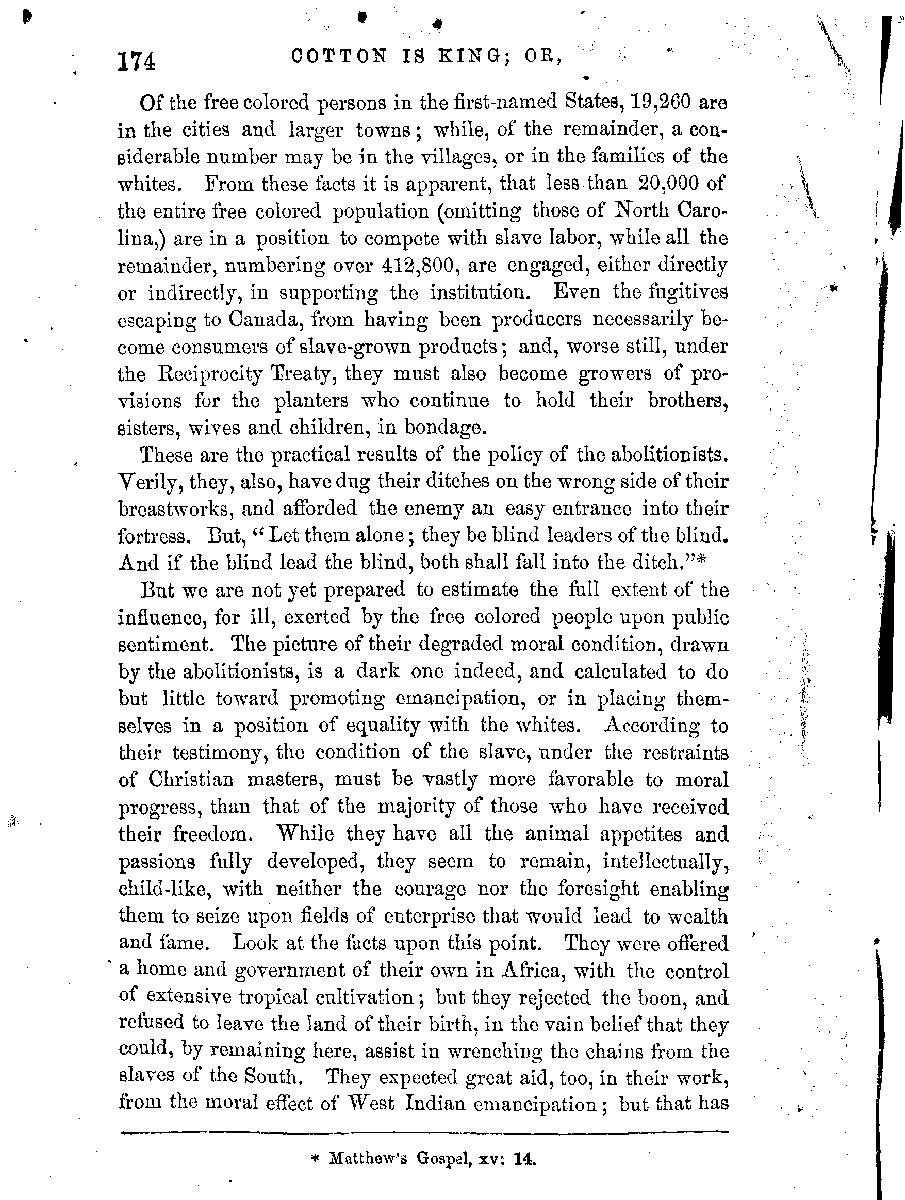 174 COTTON IS KING; OR,
Of the free colored persons in the first-named States, 19,260 are
in the cities and larger towns; while, of the remainder, a con-
siderable number may be in the villages, or in the families of the
whites. From these facts it is apparent, that less than 20,000 of
the entire free colored population (omitting those of North Caro-
lina,) are in a position to compete with slave labor, while all the
remainder, numbering over 412,800, are engaged, either directly
or indirectly, in supporting the institution. Even the fugitives
escaping to Canada, from having been producers necessarily be-
come consumers of slave-grown products; and, worse still, under
the Reciprocity Treaty, they must also become growers of pro-
visions for the planters who continue to hold their brothers,
sisters, wives and children, in bondage.
These are the practical results of the policy of the abolitionists.
Verily, they, also, have dug their ditches on the wrong side of their
breastworks, and afforded the enemy an easy entrance into their
fortress. But, “Let them alone; they be blind leaders of the blind.
And if the blind lead the blind, both shall fall into the ditch.”*
But we are not yet prepared to estimate the full extent of the
influence, for ill, exerted by the free colored people upon public
sentiment. The picture of their degraded moral condition, drawn
by the abolitionists, is a dark one indeed, and calculated to do
but little toward promoting emancipation, or in placing them-
selves in a position of equality with the whites. According to
their testimony, the condition of the slave, under the restraints
of Christian masters, must be vastly more favorable to moral
progress, than that of the majority of those who have received
their freedom. While they have all the animal appetites and
passions fully developed, they seem to remain, intellectually,
child-like, with neither the courage nor the foresight enabling
them to seize upon fields of enterprise that would lead to wealth
and fame. Look at the facts upon this point. They were offered
a home and government of their own in Africa, with the control
of extensive tropical cultivation; but they rejected the boon, and
refused to leave the land of their birth, in the vain belief that they
could, by remaining here, assist in wrenching the chains from the
slaves of the South. They expected great aid, too, in their work,
from the moral effect of West Indian emancipation; but that has
* Matthew's Gospel, xv: 14.